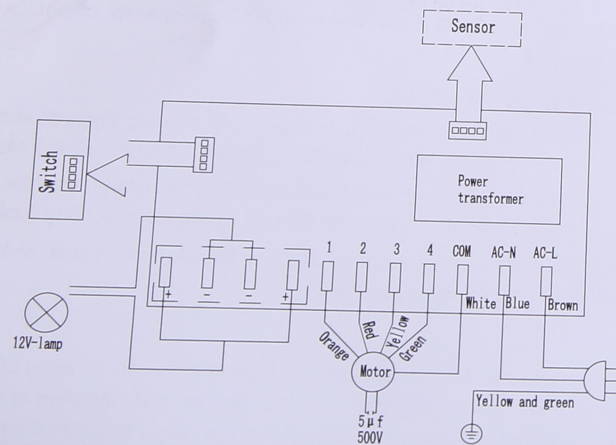 Sensor
Switch
Power
transformer
1 2 3 4 COM AC-N AC-L
+ - - +
White Blue Brown
Orange Red Yellow Green
12V-lamp
Motor
Yellow and green
5μf
500V